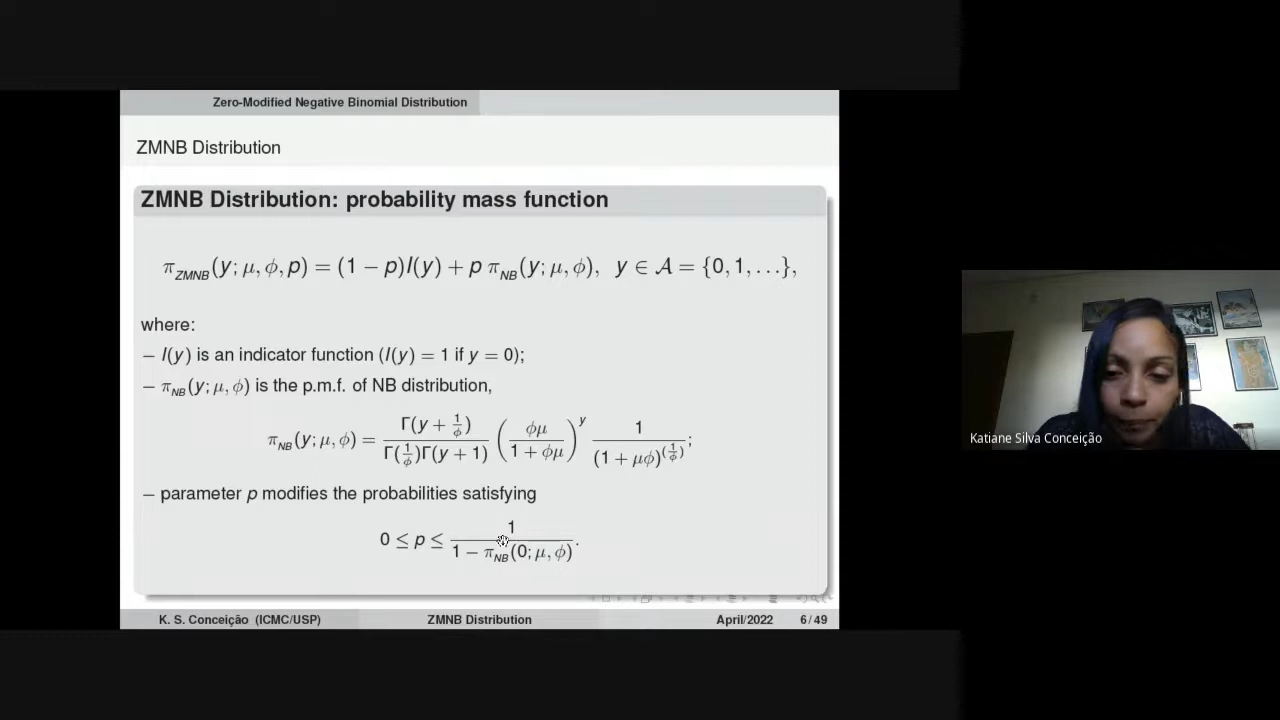 Zero-Modified Negative Binomial Distribution
ZMNB Distribution
ZMNB Distribution: probability mass function
π_ZMNB(y; μ, ϕ, p) = (1 − p)I(y) + p π_NB(y; μ, ϕ), y ∈ 𝒜 = {0, 1, …},
where:
– I(y) is an indicator function (I(y) = 1 if y = 0);
– π_NB(y; μ, ϕ) is the p.m.f. of NB distribution,
π_NB(y; μ, ϕ) = Γ(y + 1/ϕ) / (Γ(1/ϕ)Γ(y + 1)) (ϕμ / (1 + ϕμ))^y 1 / (1 + μϕ)^(1/ϕ);
– parameter p modifies the probabilities satisfying
0 ≤ p ≤ 1 / (1 − π_NB(0; μ, ϕ)).
K. S. Conceição (ICMC/USP) ZMNB Distribution April/2022 6 / 49
Katiane Silva Conceição